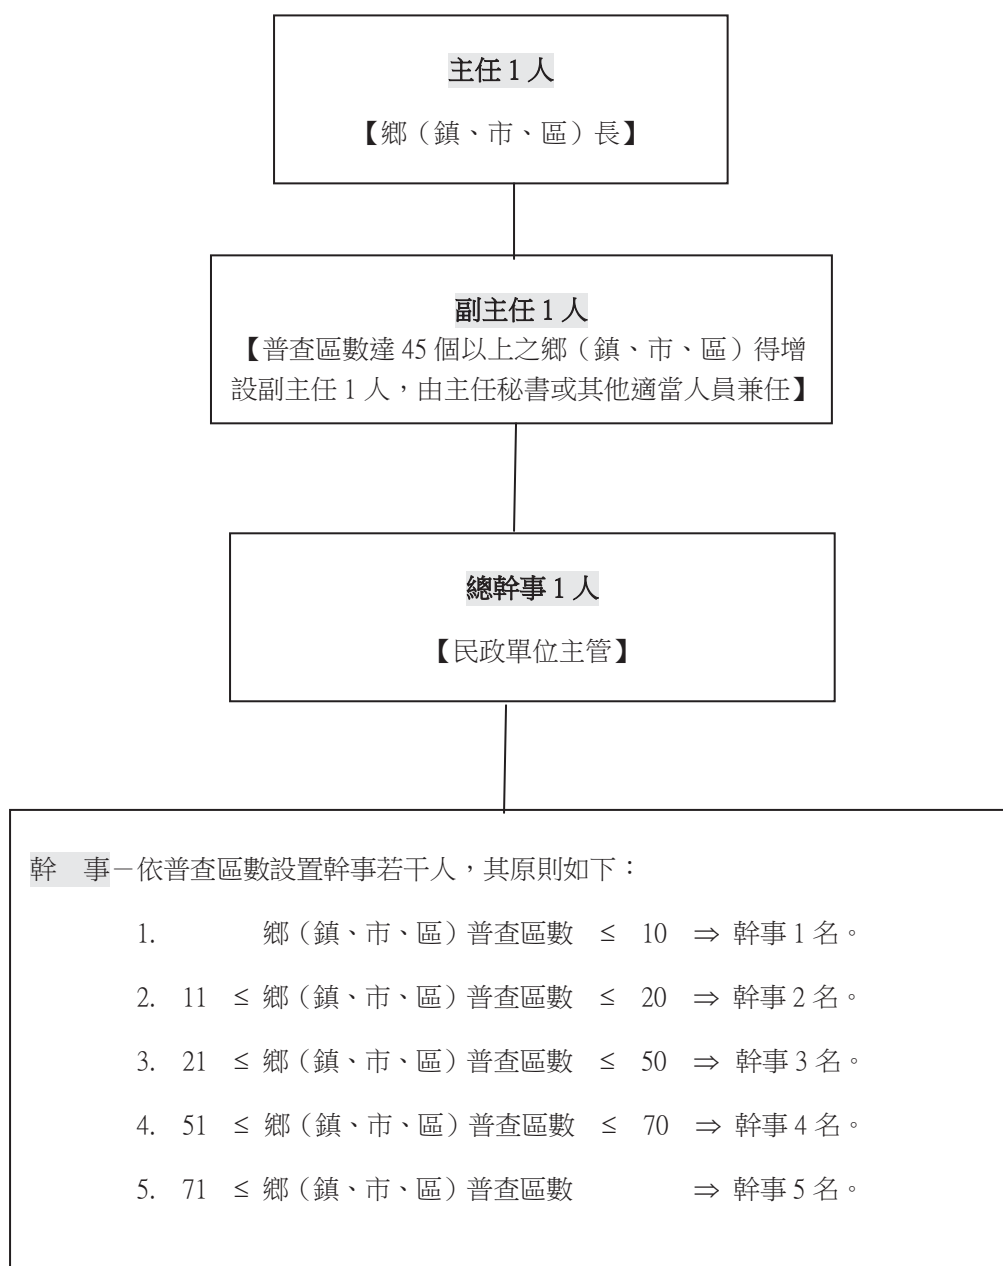 主任 1 人
【鄉（鎮、市、區）長】
副主任 1 人
【普查區數達 45 個以上之鄉（鎮、市、區）得增
設副主任 1 人，由主任秘書或其他適當人員兼任】
總幹事 1 人
【民政單位主管】
幹　事－依普查區數設置幹事若干人，其原則如下：
1. 鄉（鎮、市、區）普查區數 ≤ 10 ⇒ 幹事 1 名。
2. 11 ≤ 鄉（鎮、市、區）普查區數 ≤ 20 ⇒ 幹事 2 名。
3. 21 ≤ 鄉（鎮、市、區）普查區數 ≤ 50 ⇒ 幹事 3 名。
4. 51 ≤ 鄉（鎮、市、區）普查區數 ≤ 70 ⇒ 幹事 4 名。
5. 71 ≤ 鄉（鎮、市、區）普查區數 ⇒ 幹事 5 名。